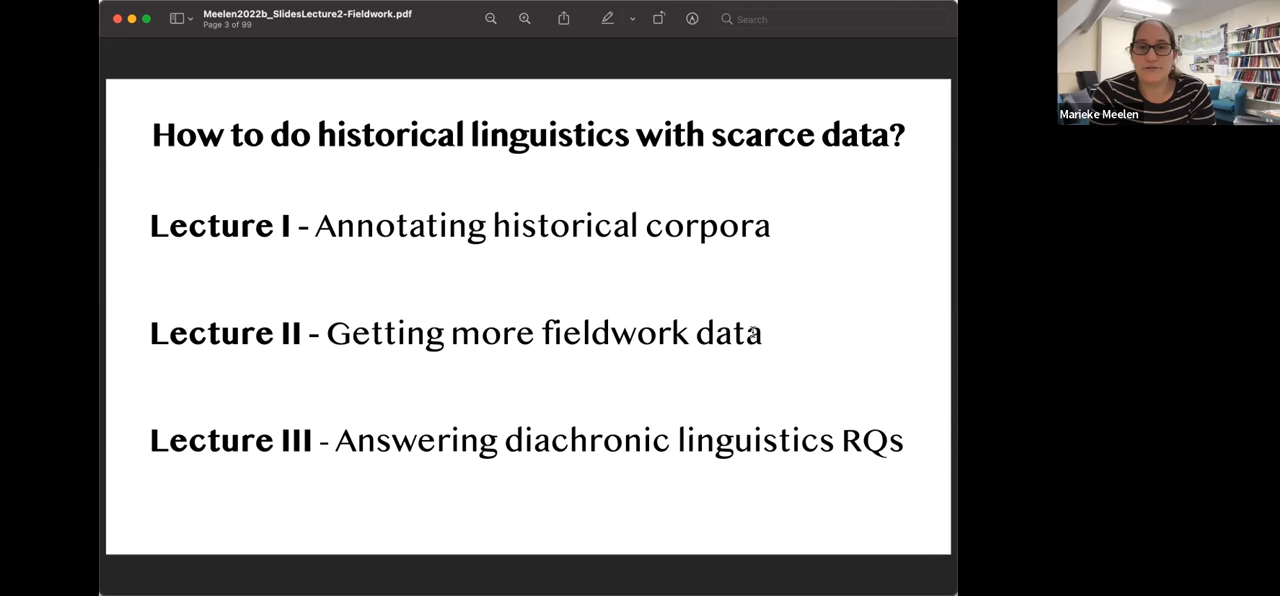 Meelen2022b_SlidesLecture2-Fieldwork.pdf
Page 3 of 99
Search
How to do historical linguistics with scarce data?
Lecture I - Annotating historical corpora
Lecture II - Getting more fieldwork data
Lecture III - Answering diachronic linguistics RQs
Marieke Meelen